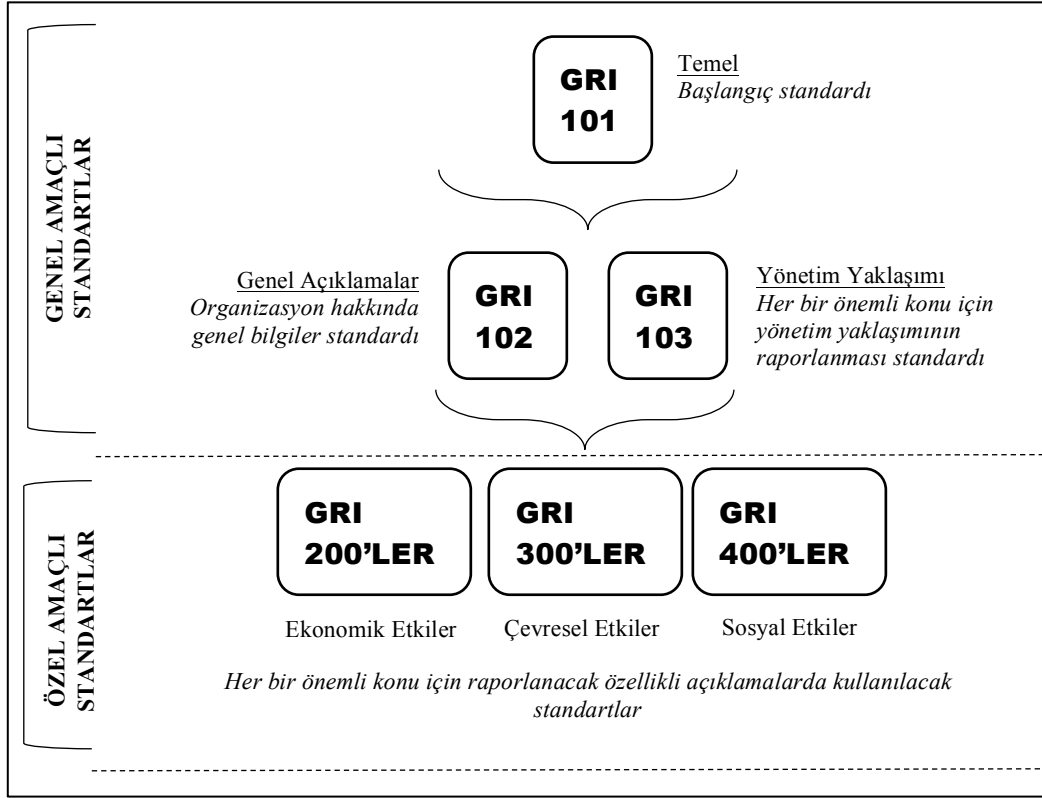 GENEL AMAÇLI
STANDARTLAR
GRI
101
Temel
Başlangıç standardı
Genel Açıklamalar
Organizasyon hakkında
genel bilgiler standardı
GRI
102
GRI
103
Yönetim Yaklaşımı
Her bir önemli konu için
yönetim yaklaşımının
raporlanması standardı
ÖZEL AMAÇLI
STANDARTLAR
GRI
200’LER
GRI
300’LER
GRI
400’LER
Ekonomik Etkiler
Çevresel Etkiler
Sosyal Etkiler
Her bir önemli konu için raporlanacak özellikli açıklamalarda kullanılacak
standartlar